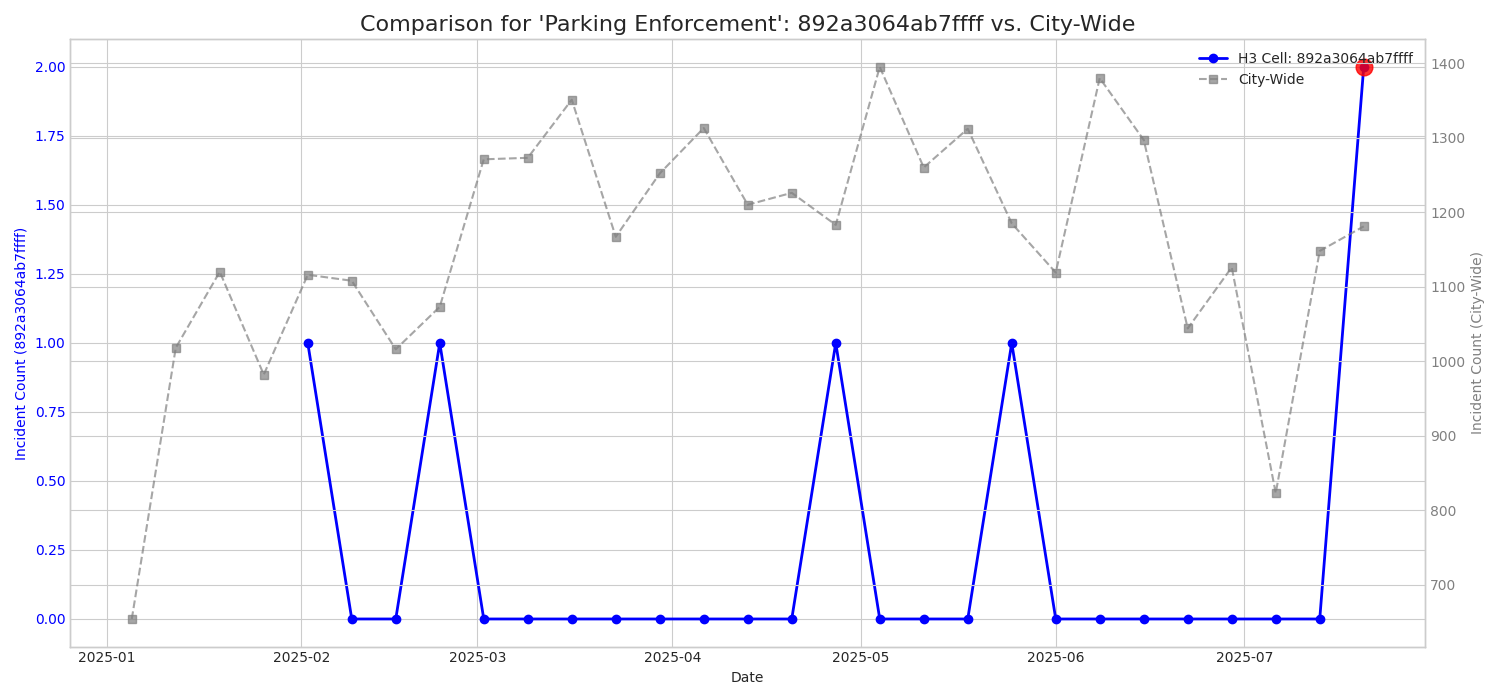 Comparison for 'Parking Enforcement': 892a3064ab7ffff vs. City-Wide
H3 Cell: 892a3064ab7ffff
City-Wide
Incident Count (892a3064ab7ffff)
2.00
1.75
1.50
1.25
1.00
0.75
0.50
0.25
0.00
1400
1300
1200
1100
1000
900
800
700
Incident Count (City-Wide)
2025-01 2025-02 2025-03 2025-04 2025-05 2025-06 2025-07
Date